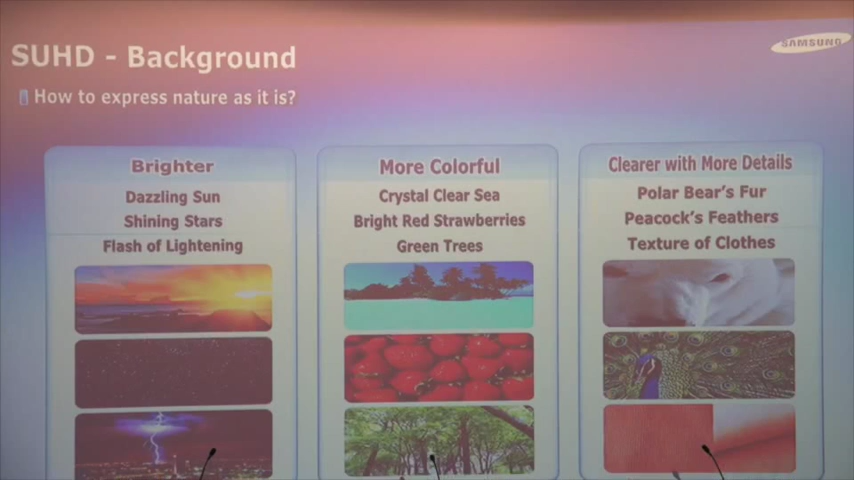 SUHD - Background
SAMSUNG
How to express nature as it is?
Brighter
Dazzling Sun
Shining Stars
Flash of Lightening
More Colorful
Crystal Clear Sea
Bright Red Strawberries
Green Trees
Clearer with More Details
Polar Bear's Fur
Peacock's Feathers
Texture of Clothes